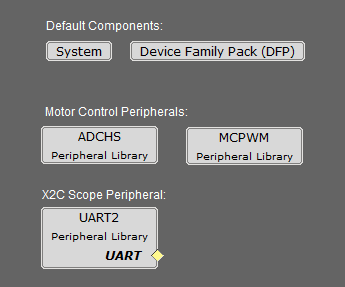 Default Components:
System
Device Family Pack (DFP)
Motor Control Peripherals:
ADCHS
Peripheral Library
MCPWM
Peripheral Library
X2C Scope Peripheral:
UART2
Peripheral Library
UART